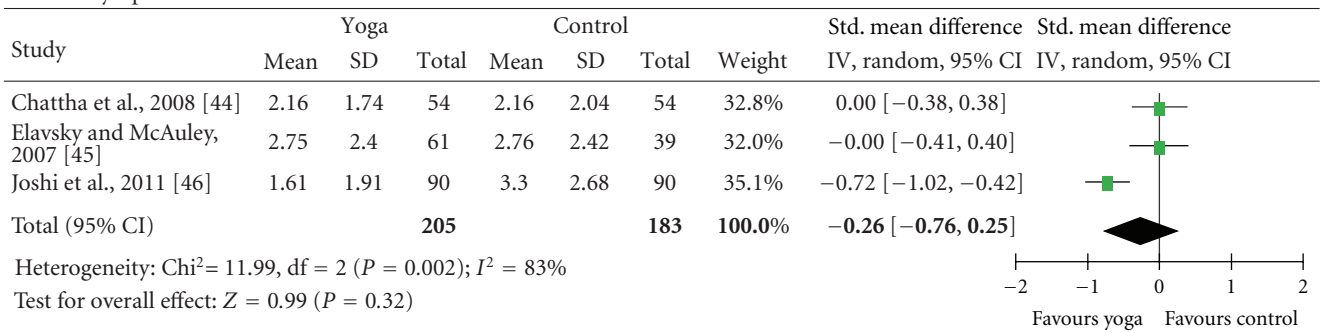 Study Yoga Control Std. mean difference Std. mean difference
Mean SD Total Mean SD Total Weight IV, random, 95% CI IV, random, 95% CI
Chattha et al., 2008 [44] 2.16 1.74 54 2.16 2.04 54 32.8% 0.00 [−0.38, 0.38]
Elavsky and McAuley, 2007 [45] 2.75 2.4 61 2.76 2.42 39 32.0% −0.00 [−0.41, 0.40]
Joshi et al., 2011 [46] 1.61 1.91 90 3.3 2.68 90 35.1% −0.72 [−1.02, −0.42]
Total (95% CI) 205 183 100.0% −0.26 [−0.76, 0.25]
Heterogeneity: Chi²= 11.99, df = 2 (P = 0.002); I² = 83%
Test for overall effect: Z = 0.99 (P = 0.32)
−2 −1 0 1 2
Favours yoga Favours control